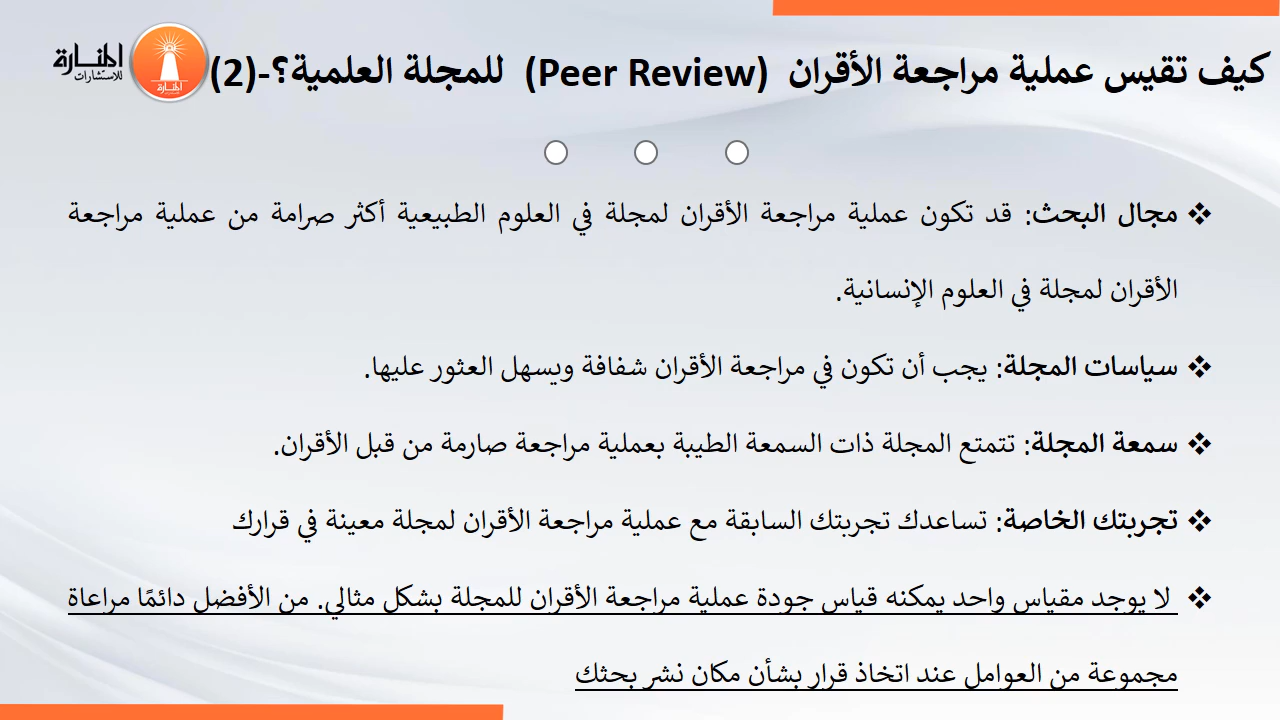 كيف تقيس عملية مراجعة الأقران (Peer Review) للمجلة العلمية؟-(2)
المنارة
للاستشارات
المنارة
❖ مجال البحث: قد تكون عملية مراجعة الأقران لمجلة في العلوم الطبيعية أكثر صرامة من عملية مراجعة
الأقران لمجلة في العلوم الإنسانية.
❖ سياسات المجلة: يجب أن تكون في مراجعة الأقران شفافة ويسهل العثور عليها.
❖ سمعة المجلة: تتمتع المجلة ذات السمعة الطيبة بعملية مراجعة صارمة من قبل الأقران.
❖ تجربتك الخاصة: تساعدك تجربتك السابقة مع عملية مراجعة الأقران لمجلة معينة في قرارك
❖ لا يوجد مقياس واحد يمكنه قياس جودة عملية مراجعة الأقران للمجلة بشكل مثالي. من الأفضل دائمًا مراعاة
مجموعة من العوامل عند اتخاذ قرار بشأن مكان نشر بحثك